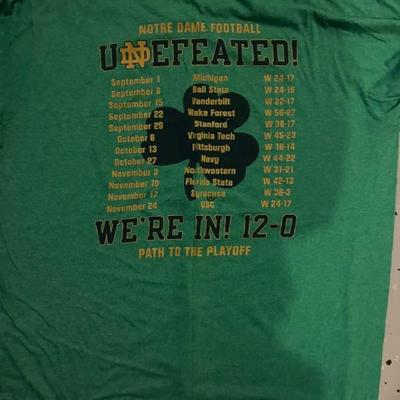 NOTRE DAME FOOTBALL
UNDEFEATED!
September 1 Michigan W 24-17
September 8 Ball State W 24-16
September 15 Vanderbilt W 22-17
September 22 Wake Forest W 56-27
September 29 Stanford W 38-17
October 6 Virginia Tech W 45-23
October 13 Pittsburgh W 19-14
October 27 Navy W 44-22
November 3 Northwestern W 31-21
November 10 Florida State W 42-13
November 17 Syracuse W 36-3
November 24 USC W 24-17
WE'RE IN! 12-0
PATH TO THE PLAYOFF